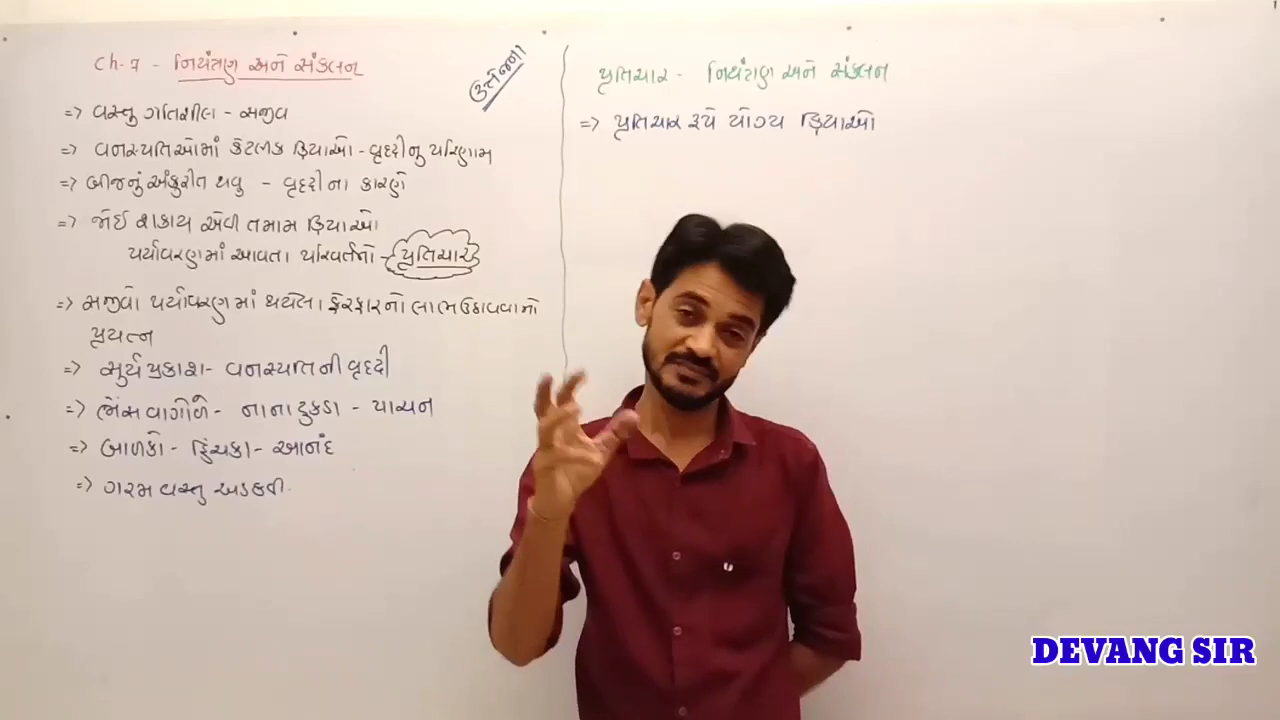 ch-7 - નિયંત્રણ અને સંકલન
ઉત્તેજના
=> વસ્તુ ગતિશીલ - સજીવ
=> વનસ્પતિઓમાં કેટલીક ક્રિયાઓ - વૃદ્દીનુ પરિણામ
=> બીજનું અંકુરીત થવુ - વૃદ્દીના કારણે
=> જોઈ શકાય એવી તમામ ક્રિયાઓ
પર્યાવરણમાં આવતા પરિવર્તનો - પ્રતિચાર
=> સજીવો પર્યાવરણમાં થયેલા ફેરફારનો લાભ ઉઠાવવાનો
પ્રયત્ન
=> સુર્ય પ્રકાશ - વનસ્પતિની વૃદ્દી
=> ભેંસ વાગોળે - નાના ટુકડા - પાચન
=> બાળકો - હિંચકા - આનંદ
=> ગરમ વસ્તુ અડકવી.
પ્રતિચાર - નિયંત્રણ અને સંકલન
=> પ્રતિચાર રૂપે યોગ્ય ક્રિયાઓ
DEVANG SIR